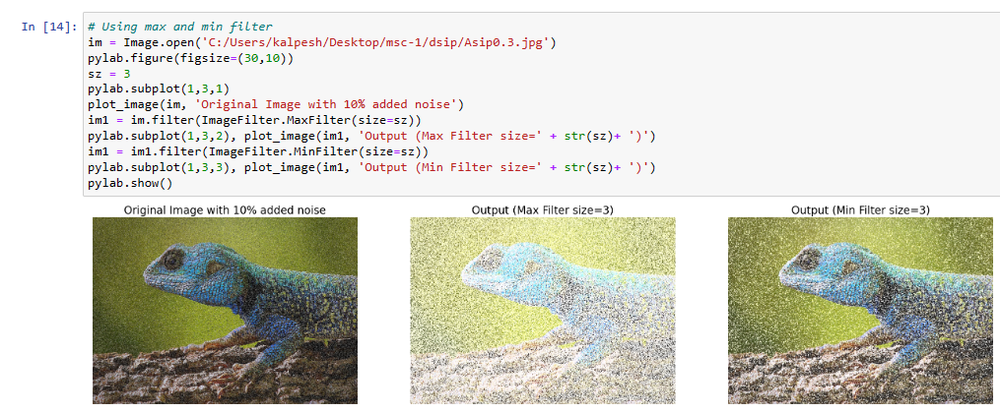 In [14]: # Using max and min filter
im = Image.open('C:/Users/kalpesh/Desktop/msc-1/dsip/Asip0.3.jpg')
pylab.figure(figsize=(30,10))
sz = 3
pylab.subplot(1,3,1)
plot_image(im, 'Original Image with 10% added noise')
im1 = im.filter(ImageFilter.MaxFilter(size=sz))
pylab.subplot(1,3,2), plot_image(im1, 'Output (Max Filter size=' + str(sz)+ ')')
im1 = im1.filter(ImageFilter.MinFilter(size=sz))
pylab.subplot(1,3,3), plot_image(im1, 'Output (Min Filter size=' + str(sz)+ ')')
pylab.show()
Original Image with 10% added noise
Output (Max Filter size=3)
Output (Min Filter size=3)